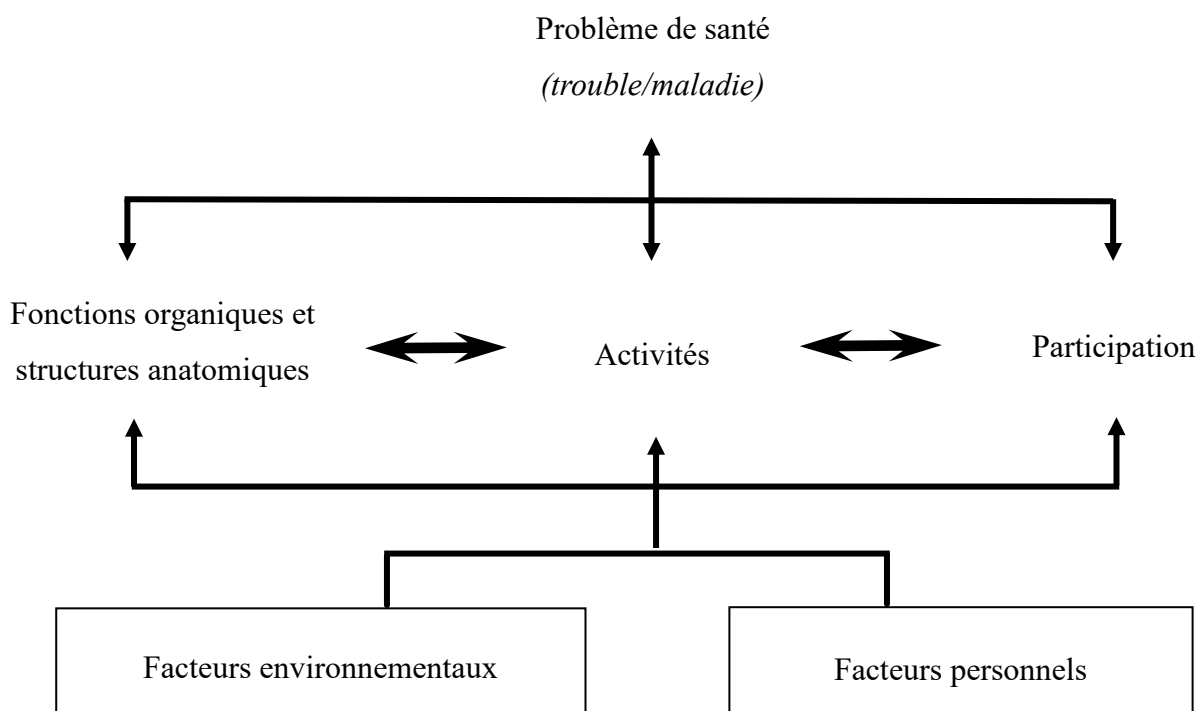 Problème de santé
(trouble/maladie)
Fonctions organiques et
structures anatomiques
Activités
Participation
Facteurs environnementaux
Facteurs personnels